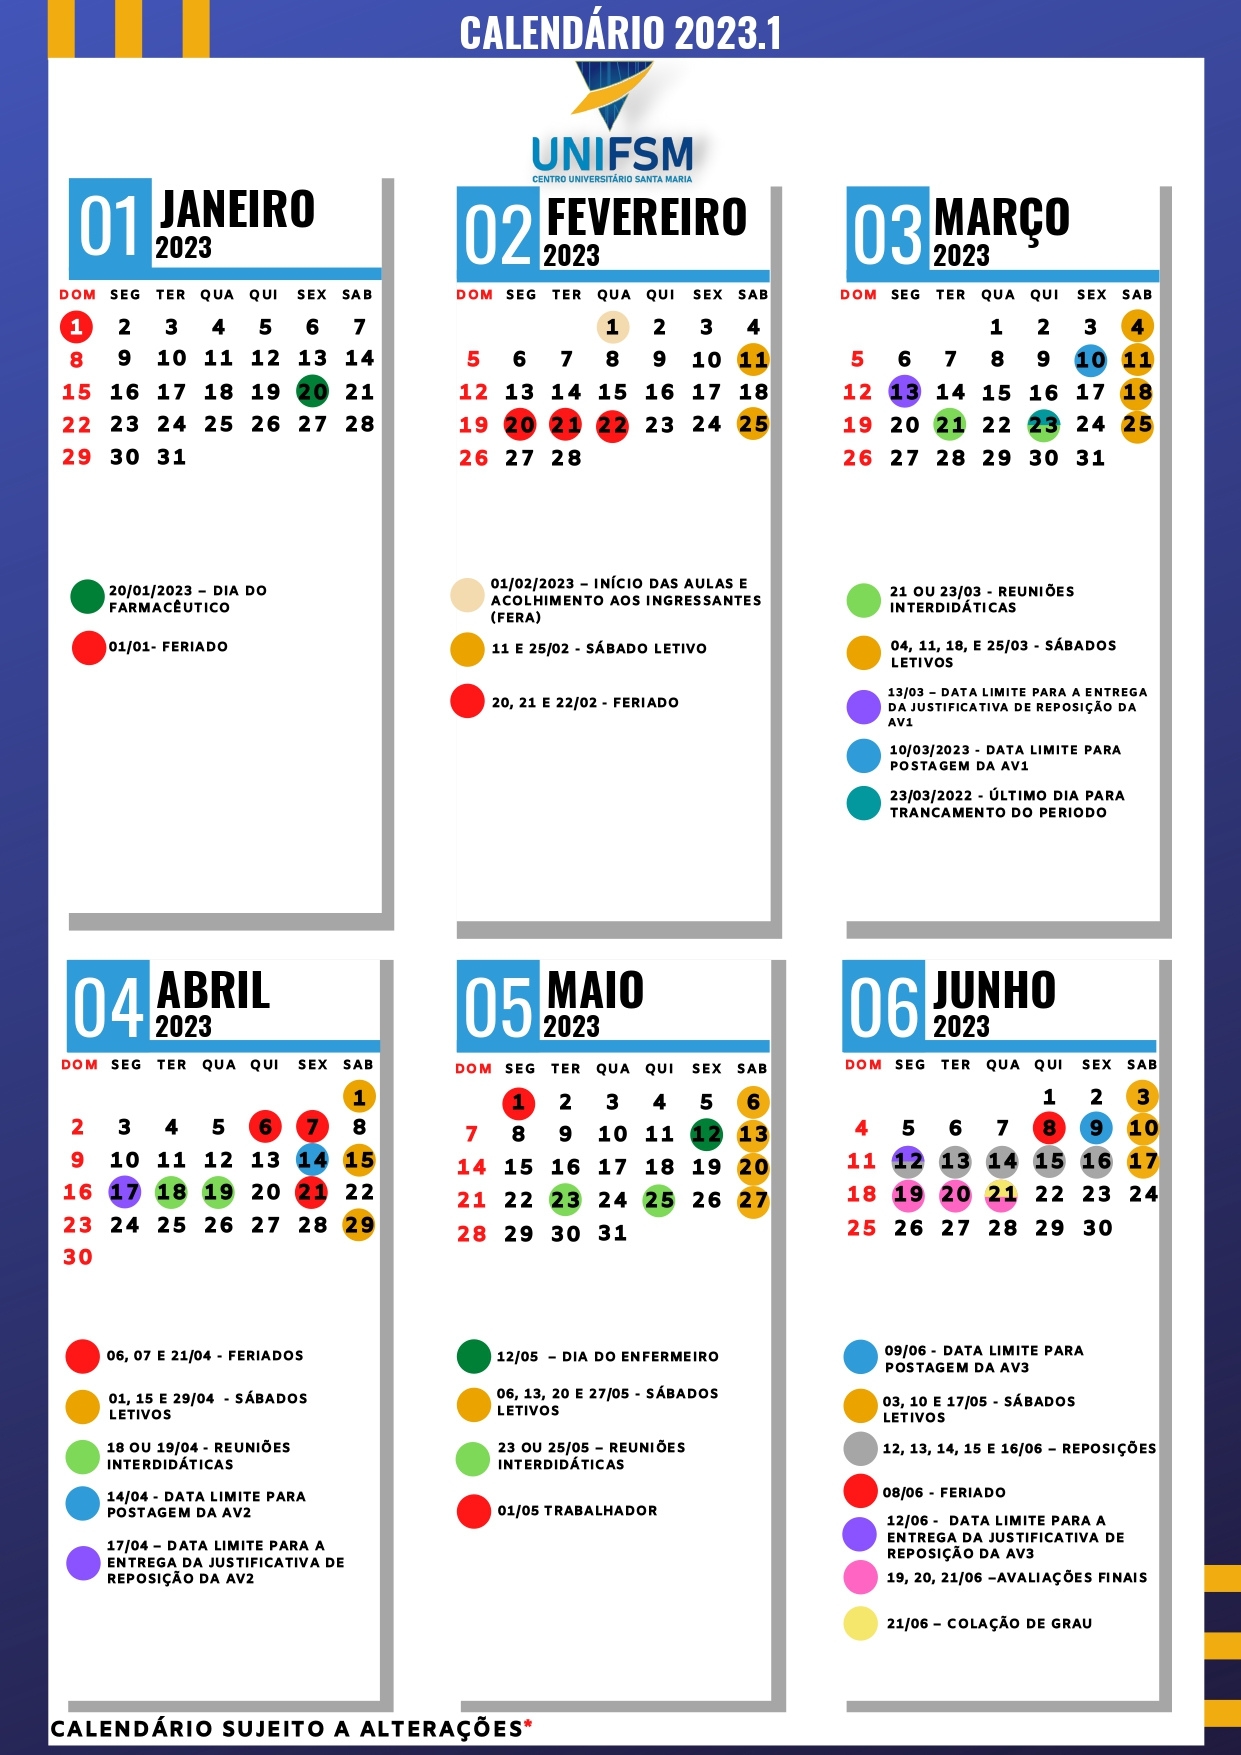 CALENDÁRIO 2023.1
UNIFSM
CENTRO UNIVERSITÁRIO SANTA MARIA
01 JANEIRO
2023
DOM SEG TER QUA QUI SEX SAB
1 2 3 4 5 6 7
8 9 10 11 12 13 14
15 16 17 18 19 20 21
22 23 24 25 26 27 28
29 30 31
20/01/2023 – DIA DO
FARMACÊUTICO
01/01- FERIADO
02 FEVEREIRO
2023
DOM SEG TER QUA QUI SEX SAB
1 2 3 4
5 6 7 8 9 10 11
12 13 14 15 16 17 18
19 20 21 22 23 24 25
26 27 28
01/02/2023 – INÍCIO DAS AULAS E
ACOLHIMENTO AOS INGRESSANTES
(FERA)
11 E 25/02 - SÁBADO LETIVO
20, 21 E 22/02 - FERIADO
03 MARÇO
2023
DOM SEG TER QUA QUI SEX SAB
1 2 3 4
5 6 7 8 9 10 11
12 13 14 15 16 17 18
19 20 21 22 23 24 25
26 27 28 29 30 31
21 OU 23/03 - REUNIÕES
INTERDIDÁTICAS
04, 11, 18, E 25/03 - SÁBADOS
LETIVOS
13/03 – DATA LIMITE PARA A ENTREGA
DA JUSTIFICATIVA DE REPOSIÇÃO DA
AV1
10/03/2023 - DATA LIMITE PARA
POSTAGEM DA AV1
23/03/2022 - ÚLTIMO DIA PARA
TRANCAMENTO DO PERIODO
04 ABRIL
2023
DOM SEG TER QUA QUI SEX SAB
1
2 3 4 5 6 7 8
9 10 11 12 13 14 15
16 17 18 19 20 21 22
23 24 25 26 27 28 29
30
06, 07 E 21/04 - FERIADOS
01, 15 E 29/04 - SÁBADOS
LETIVOS
18 OU 19/04 - REUNIÕES
INTERDIDÁTICAS
14/04 - DATA LIMITE PARA
POSTAGEM DA AV2
17/04 – DATA LIMITE PARA A
ENTREGA DA JUSTIFICATIVA DE
REPOSIÇÃO DA AV2
05 MAIO
2023
DOM SEG TER QUA QUI SEX SAB
1 2 3 4 5 6
7 8 9 10 11 12 13
14 15 16 17 18 19 20
21 22 23 24 25 26 27
28 29 30 31
12/05 – DIA DO ENFERMEIRO
06, 13, 20 E 27/05 - SÁBADOS
LETIVOS
23 OU 25/05 – REUNIÕES
INTERDIDÁTICAS
01/05 TRABALHADOR
06 JUNHO
2023
DOM SEG TER QUA QUI SEX SAB
1 2 3
4 5 6 7 8 9 10
11 12 13 14 15 16 17
18 19 20 21 22 23 24
25 26 27 28 29 30
09/06 - DATA LIMITE PARA
POSTAGEM DA AV3
03, 10 E 17/05 - SÁBADOS
LETIVOS
12, 13, 14, 15 E 16/06 – REPOSIÇÕES
08/06 - FERIADO
12/06 - DATA LIMITE PARA A
ENTREGA DA JUSTIFICATIVA DE
REPOSIÇÃO DA AV3
19, 20, 21/06 –AVALIAÇÕES FINAIS
21/06 – COLAÇÃO DE GRAU
CALENDÁRIO SUJEITO A ALTERAÇÕES*